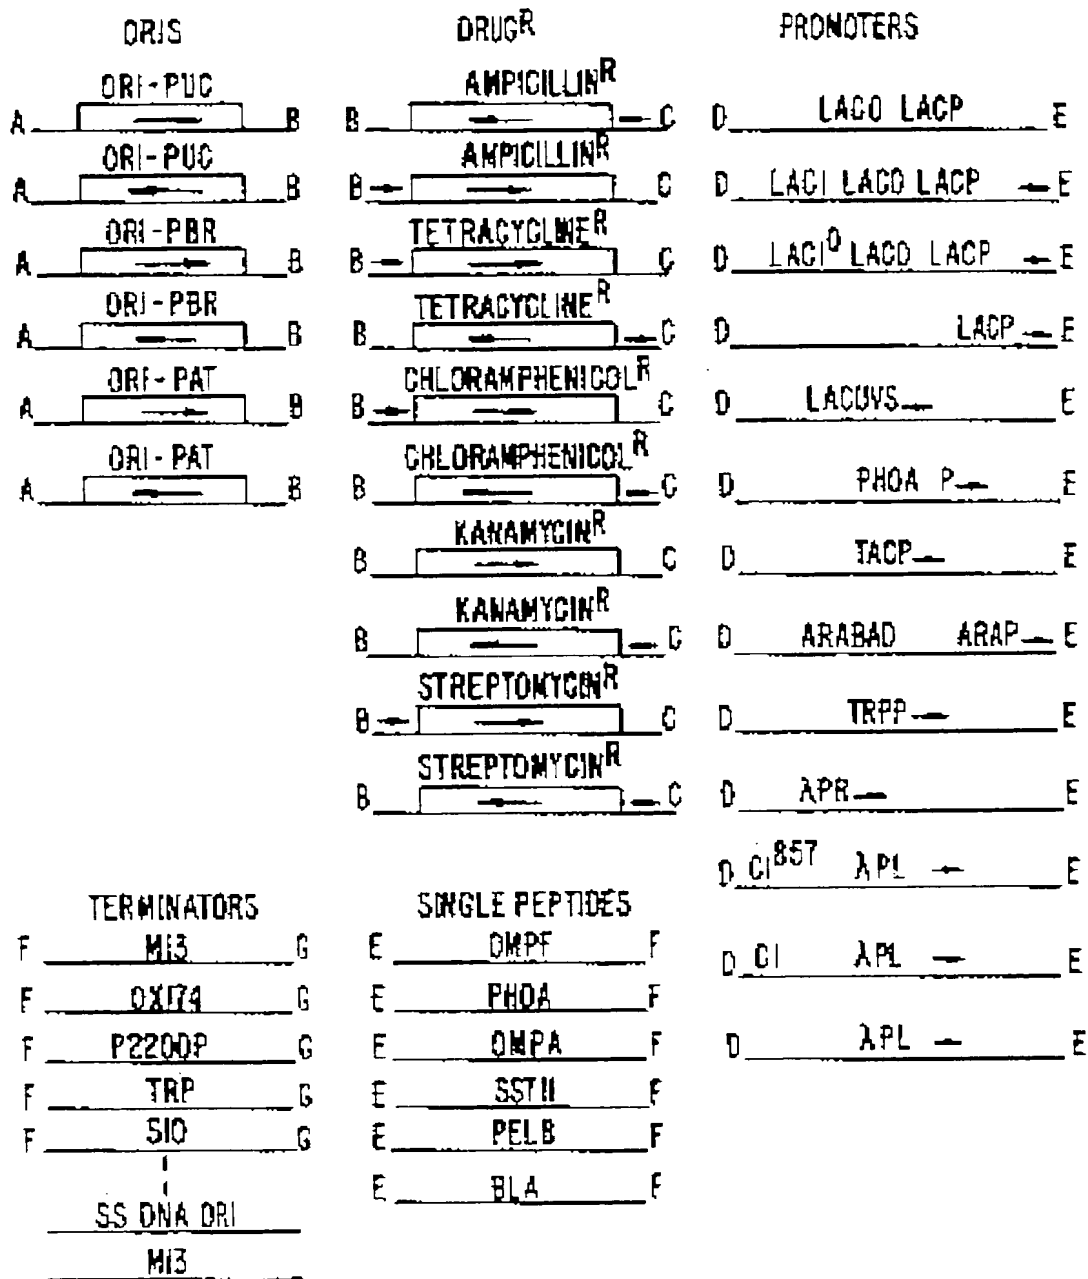 ORIS
A ORI-PUC B
A ORI-PUC B
A ORI-PBR B
A ORI-PBR B
A ORI-PAT B
A ORI-PAT B
DRUGR
B AMPICILLINR C
B AMPICILLINR C
B TETRACYCLINER C
B TETRACYCLINER C
B CHLORAMPHENICOLR C
B CHLORAMPHENICOLR C
B KANAMYCINR C
B KANAMYCINR C
B STREPTOMYCINR C
B STREPTOMYCINR C
PROMOTERS
D LACO LACP E
D LACI LACO LACP E
D LACIQ LACO LACP E
D LACP E
D LACUVS E
D PHOA P E
D TACP E
D ARABAD ARAP E
D TRPP E
D λPR E
D CI857 λPL E
D CI λPL E
D λPL E
TERMINATORS
F M13 G
F OX174 G
F P22OOP G
F TRP G
F S10 G
SS DNA ORI
M13
SINGLE PEPTIDES
E OMPF F
E PHOA F
E OMPA F
E SSTII F
E PELB F
E BLA F